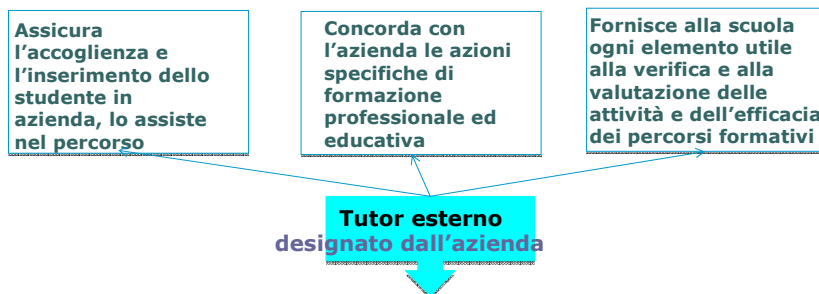 Assicura
l’accoglienza e
l’inserimento dello
studente in
azienda, lo assiste
nel percorso
Concorda con
l’azienda le azioni
specifiche di
formazione
professionale ed
educativa
Fornisce alla scuola
ogni elemento utile
alla verifica e alla
valutazione delle
attività e dell’efficacia
dei percorsi formativi
Tutor esterno
designato dall’azienda